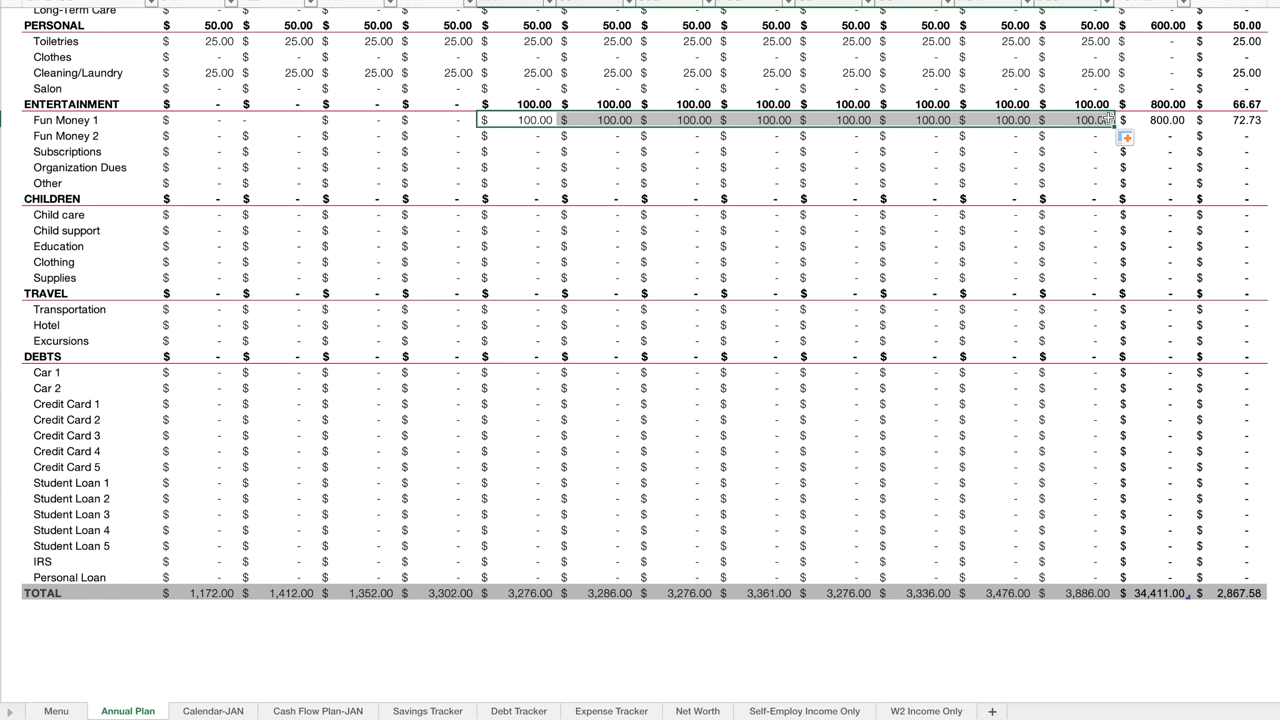 Long-Term Care $ - $ - $ - $ - $ - $ - $ - $ - $ - $ - $ - $ - $ - $ -
PERSONAL $ 50.00 $ 50.00 $ 50.00 $ 50.00 $ 50.00 $ 50.00 $ 50.00 $ 50.00 $ 50.00 $ 50.00 $ 50.00 $ 50.00 $ 600.00 $ 50.00
Toiletries $ 25.00 $ 25.00 $ 25.00 $ 25.00 $ 25.00 $ 25.00 $ 25.00 $ 25.00 $ 25.00 $ 25.00 $ 25.00 $ 25.00 $ - $ 25.00
Clothes $ - $ - $ - $ - $ - $ - $ - $ - $ - $ - $ - $ - $ - $ -
Cleaning/Laundry $ 25.00 $ 25.00 $ 25.00 $ 25.00 $ 25.00 $ 25.00 $ 25.00 $ 25.00 $ 25.00 $ 25.00 $ 25.00 $ 25.00 $ - $ 25.00
Salon $ - $ - $ - $ - $ - $ - $ - $ - $ - $ - $ - $ - $ - $ -
ENTERTAINMENT $ - $ - $ - $ - $ 100.00 $ 100.00 $ 100.00 $ 100.00 $ 100.00 $ 100.00 $ 100.00 $ 100.00 $ 800.00 $ 66.67
Fun Money 1 $ - - $ - $ - $ 100.00 $ 100.00 $ 100.00 $ 100.00 $ 100.00 $ 100.00 $ 100.00 $ 100.00 $ 800.00 $ 72.73
Fun Money 2 $ - $ - $ - $ - $ - $ - $ - $ - $ - $ - $ - $ - $ - $ -
Subscriptions $ - $ - $ - $ - $ - $ - $ - $ - $ - $ - $ - $ - $ - $ -
Organization Dues $ - $ - $ - $ - $ - $ - $ - $ - $ - $ - $ - $ - $ - $ -
Other $ - $ - $ - $ - $ - $ - $ - $ - $ - $ - $ - $ - $ - $ -
CHILDREN $ - $ - $ - $ - $ - $ - $ - $ - $ - $ - $ - $ - $ - $ -
Child care $ - $ - $ - $ - $ - $ - $ - $ - $ - $ - $ - $ - $ - $ -
Child support $ - $ - $ - $ - $ - $ - $ - $ - $ - $ - $ - $ - $ - $ -
Education $ - $ - $ - $ - $ - $ - $ - $ - $ - $ - $ - $ - $ - $ -
Clothing $ - $ - $ - $ - $ - $ - $ - $ - $ - $ - $ - $ - $ - $ -
Supplies $ - $ - $ - $ - $ - $ - $ - $ - $ - $ - $ - $ - $ - $ -
TRAVEL $ - $ - $ - $ - $ - $ - $ - $ - $ - $ - $ - $ - $ - $ -
Transportation $ - $ - $ - $ - $ - $ - $ - $ - $ - $ - $ - $ - $ - $ -
Hotel $ - $ - $ - $ - $ - $ - $ - $ - $ - $ - $ - $ - $ - $ -
Excursions $ - $ - $ - $ - $ - $ - $ - $ - $ - $ - $ - $ - $ - $ -
DEBTS $ - $ - $ - $ - $ - $ - $ - $ - $ - $ - $ - $ - $ - $ -
Car 1 $ - $ - $ - $ - $ - $ - $ - $ - $ - $ - $ - $ - $ - $ -
Car 2 $ - $ - $ - $ - $ - $ - $ - $ - $ - $ - $ - $ - $ - $ -
Credit Card 1 $ - $ - $ - $ - $ - $ - $ - $ - $ - $ - $ - $ - $ - $ -
Credit Card 2 $ - $ - $ - $ - $ - $ - $ - $ - $ - $ - $ - $ - $ - $ -
Credit Card 3 $ - $ - $ - $ - $ - $ - $ - $ - $ - $ - $ - $ - $ - $ -
Credit Card 4 $ - $ - $ - $ - $ - $ - $ - $ - $ - $ - $ - $ - $ - $ -
Credit Card 5 $ - $ - $ - $ - $ - $ - $ - $ - $ - $ - $ - $ - $ - $ -
Student Loan 1 $ - $ - $ - $ - $ - $ - $ - $ - $ - $ - $ - $ - $ - $ -
Student Loan 2 $ - $ - $ - $ - $ - $ - $ - $ - $ - $ - $ - $ - $ - $ -
Student Loan 3 $ - $ - $ - $ - $ - $ - $ - $ - $ - $ - $ - $ - $ - $ -
Student Loan 4 $ - $ - $ - $ - $ - $ - $ - $ - $ - $ - $ - $ - $ - $ -
Student Loan 5 $ - $ - $ - $ - $ - $ - $ - $ - $ - $ - $ - $ - $ - $ -
IRS $ - $ - $ - $ - $ - $ - $ - $ - $ - $ - $ - $ - $ - $ -
Personal Loan $ - $ - $ - $ - $ - $ - $ - $ - $ - $ - $ - $ - $ - $ -
TOTAL $ 1,172.00 $ 1,412.00 $ 1,352.00 $ 3,302.00 $ 3,276.00 $ 3,286.00 $ 3,276.00 $ 3,361.00 $ 3,276.00 $ 3,336.00 $ 3,476.00 $ 3,886.00 $ 34,411.00 $ 2,867.58
Menu Annual Plan Calendar-JAN Cash Flow Plan-JAN Savings Tracker Debt Tracker Expense Tracker Net Worth Self-Employ Income Only W2 Income Only +